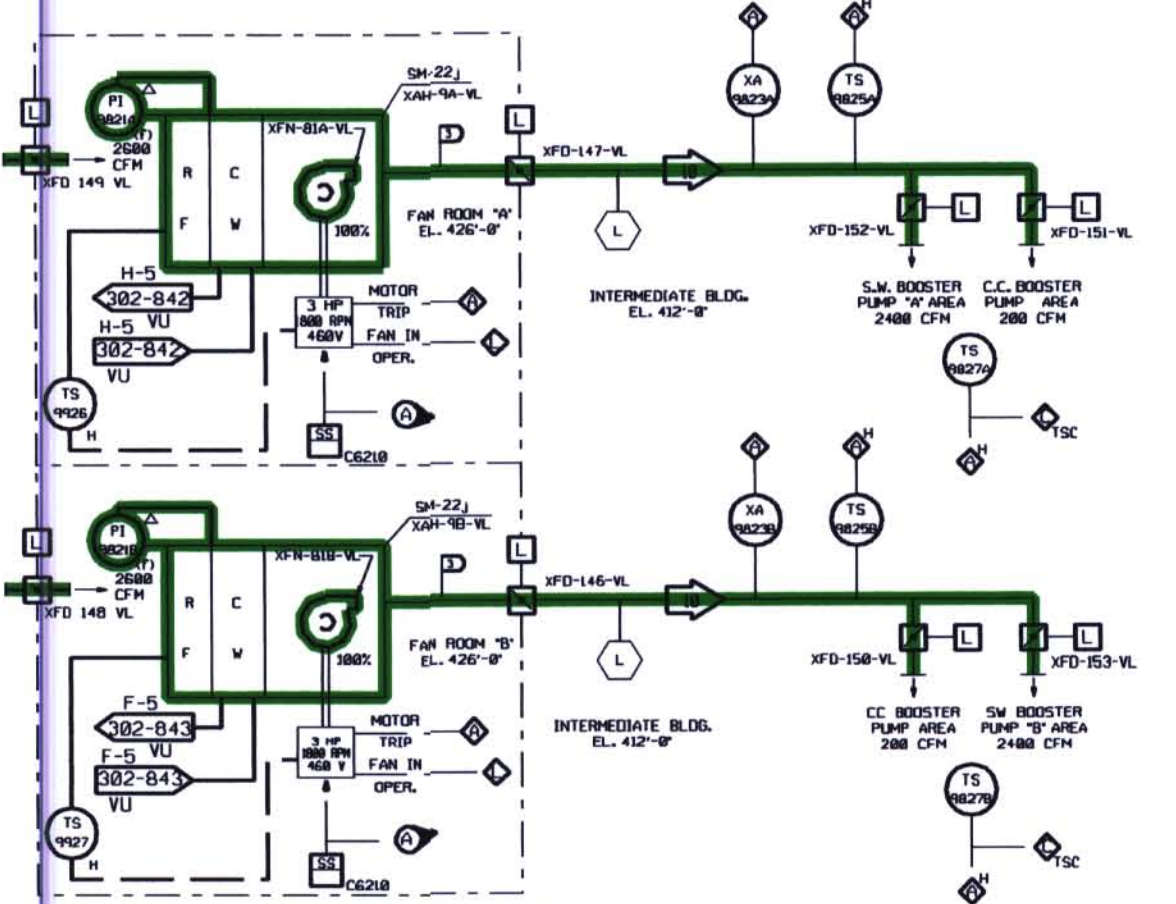 A
A H
SM-22j
XAH-9A-VL
PI
9821A
XA
9823A
TS
9825A
L
(r)
2600
CFM
XFN-81A-VL
3
L
XFD-147-VL
XFD 149 VL
R C
F W
100%
FAN ROOM "A"
EL. 426'-0"
10
L
XFD-152-VL
L
L
XFD-151-VL
H-5
302-842
VU
H-5
302-842
VU
3 HP
1800 RPM
460V
MOTOR
TRIP
A
FAN IN
OPER.
L
INTERMEDIATE BLDG.
EL. 412'-0"
S.W. BOOSTER
PUMP "A" AREA
2400 CFM
C.C. BOOSTER
PUMP AREA
200 CFM
TS
9827A
TS
9926
H
A
SS
C6210
L
TSC
A H
A
A H
SM-22j
XAH-9B-VL
PI
9821B
XA
9823B
TS
9825B
L
(r)
2600
CFM
XFN-81B-VL
3
L
XFD-146-VL
XFD 148 VL
R C
F W
100%
FAN ROOM "B"
EL. 426'-0"
10
L
XFD-150-VL
L
L
XFD-153-VL
F-5
302-843
VU
F-5
302-843
VU
3 HP
1800 RPM
460 V
MOTOR
TRIP
A
FAN IN
OPER.
L
INTERMEDIATE BLDG.
EL. 412'-0"
CC BOOSTER
PUMP AREA
200 CFM
SW BOOSTER
PUMP "B" AREA
2400 CFM
TS
9827B
TS
9927
H
A
SS
C6210
L
TSC
A H